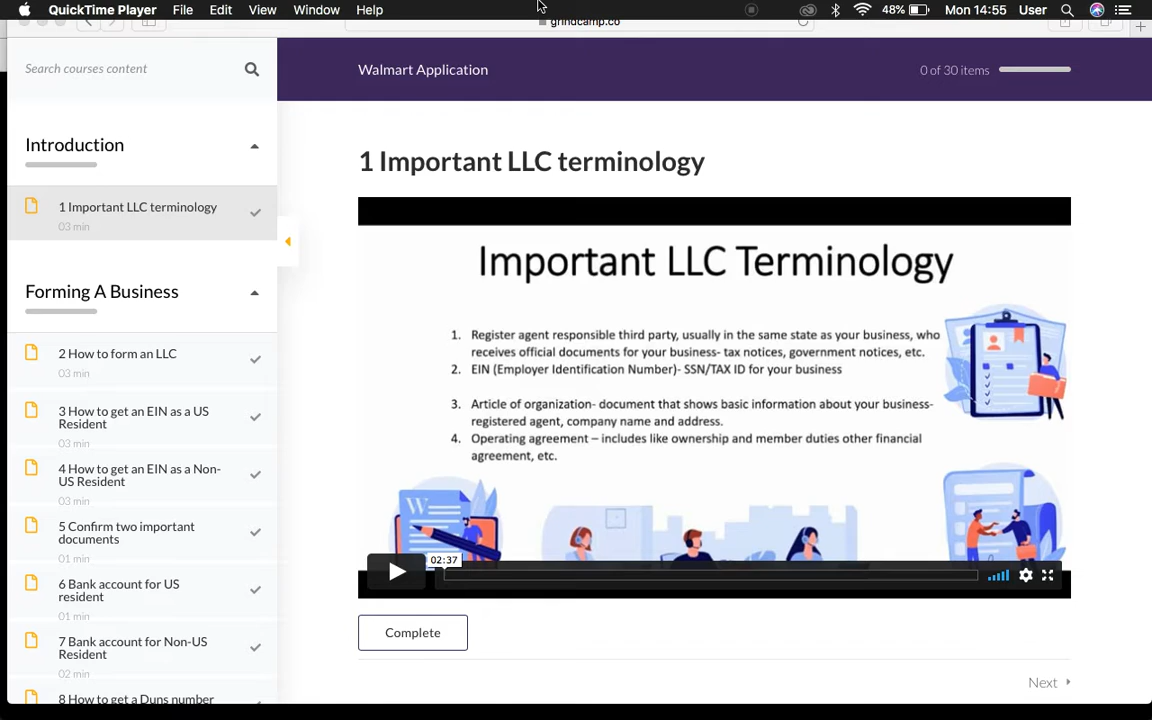 QuickTime Player File Edit View Window Help 48% Mon 14:55 User
grindcamp.co
Search courses content
Introduction
1 Important LLC terminology
03 min
Forming A Business
2 How to form an LLC
03 min
3 How to get an EIN as a US
Resident
03 min
4 How to get an EIN as a Non-
US Resident
03 min
5 Confirm two important
documents
01 min
6 Bank account for US
resident
01 min
7 Bank account for Non-US
Resident
02 min
8 How to get a Duns number
Walmart Application
0 of 30 items
1 Important LLC terminology
Important LLC Terminology
1. Register agent responsible third party, usually in the same state as your business, who
receives official documents for your business- tax notices, government notices, etc.
2. EIN (Employer Identification Number)- SSN/TAX ID for your business
3. Article of organization- document that shows basic information about your business-
registered agent, company name and address.
4. Operating agreement – includes like ownership and member duties other financial
agreement, etc.
W
02:37
Complete
Next